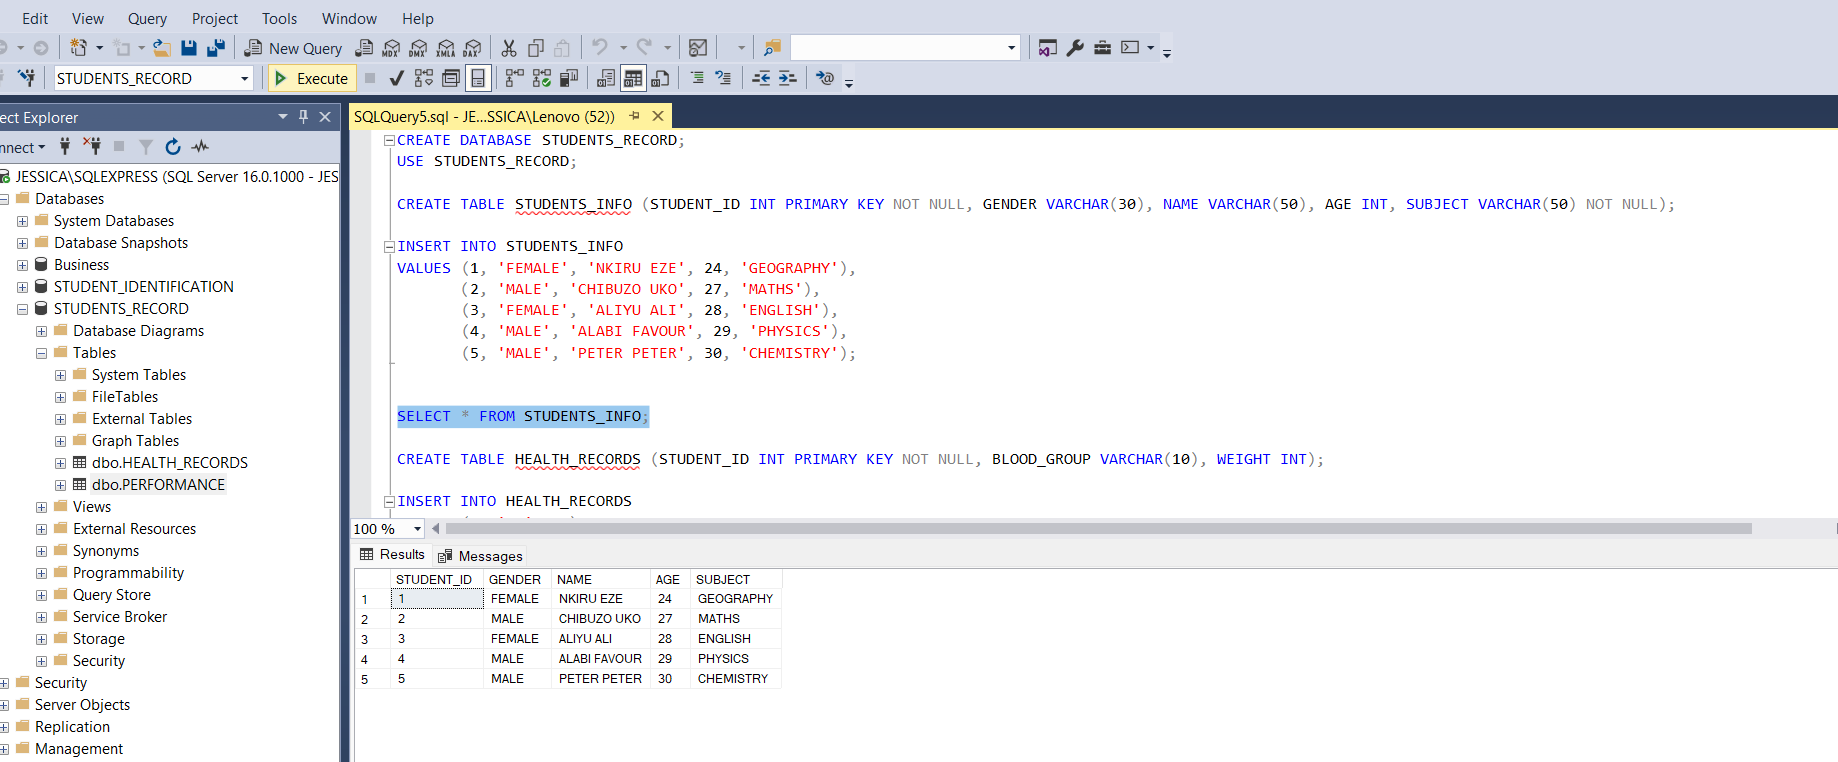 Edit View Query Project Tools Window Help
New Query MDX DMX XMLA DAX
STUDENTS_RECORD Execute
ect Explorer
nnect
JESSICA\SQLEXPRESS (SQL Server 16.0.1000 - JES
Databases
System Databases
Database Snapshots
Business
STUDENT_IDENTIFICATION
STUDENTS_RECORD
Database Diagrams
Tables
System Tables
FileTables
External Tables
Graph Tables
dbo.HEALTH_RECORDS
dbo.PERFORMANCE
Views
External Resources
Synonyms
Programmability
Query Store
Service Broker
Storage
Security
Security
Server Objects
Replication
Management
SQLQuery5.sql - JE...SSICA\Lenovo (52))
CREATE DATABASE STUDENTS_RECORD;
USE STUDENTS_RECORD;
CREATE TABLE STUDENTS_INFO (STUDENT_ID INT PRIMARY KEY NOT NULL, GENDER VARCHAR(30), NAME VARCHAR(50), AGE INT, SUBJECT VARCHAR(50) NOT NULL);
INSERT INTO STUDENTS_INFO
VALUES (1, 'FEMALE', 'NKIRU EZE', 24, 'GEOGRAPHY'),
(2, 'MALE', 'CHIBUZO UKO', 27, 'MATHS'),
(3, 'FEMALE', 'ALIYU ALI', 28, 'ENGLISH'),
(4, 'MALE', 'ALABI FAVOUR', 29, 'PHYSICS'),
(5, 'MALE', 'PETER PETER', 30, 'CHEMISTRY');
SELECT * FROM STUDENTS_INFO;
CREATE TABLE HEALTH_RECORDS (STUDENT_ID INT PRIMARY KEY NOT NULL, BLOOD_GROUP VARCHAR(10), WEIGHT INT);
INSERT INTO HEALTH_RECORDS
100 %
Results Messages
STUDENT_ID GENDER NAME AGE SUBJECT
1 1 FEMALE NKIRU EZE 24 GEOGRAPHY
2 2 MALE CHIBUZO UKO 27 MATHS
3 3 FEMALE ALIYU ALI 28 ENGLISH
4 4 MALE ALABI FAVOUR 29 PHYSICS
5 5 MALE PETER PETER 30 CHEMISTRY